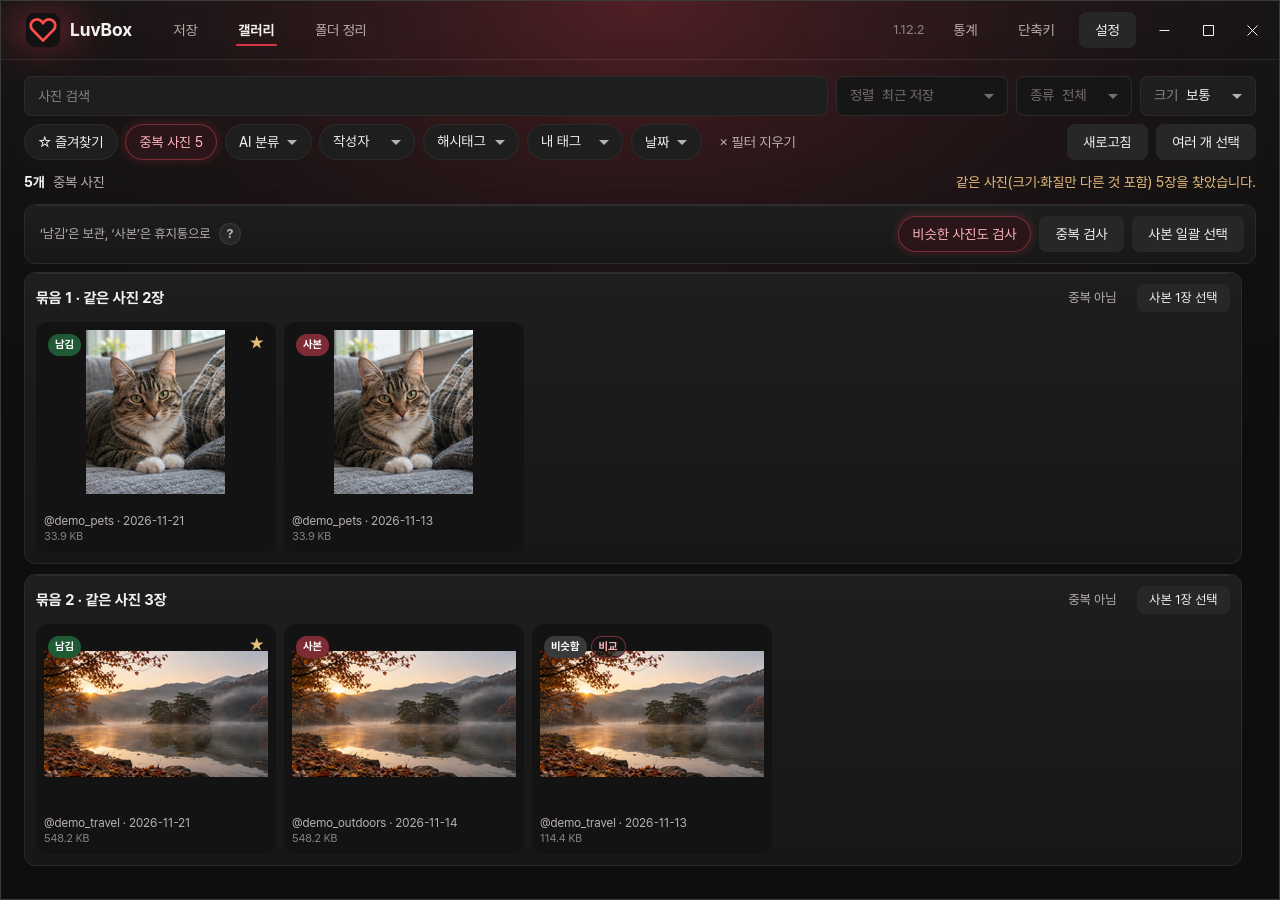 LuvBox 저장 갤러리 폴더 정리 1.12.2 통계 단축키 설정
사진 검색 정렬 최근 저장 종류 전체 크기 보통
☆ 즐겨찾기 중복 사진 5 AI 분류 작성자 해시태그 내 태그 날짜 × 필터 지우기 새로고침 여러 개 선택
5개 중복 사진 같은 사진(크기·화질만 다른 것 포함) 5장을 찾았습니다.
‘남김’은 보관, ‘사본’은 휴지통으로 ? 비슷한 사진도 검사 중복 검사 사본 일괄 선택
묶음 1 · 같은 사진 2장 중복 아님 사본 1장 선택
남김 ★ 사본
@demo_pets · 2026-11-21 @demo_pets · 2026-11-13
33.9 KB 33.9 KB
묶음 2 · 같은 사진 3장 중복 아님 사본 1장 선택
남김 ★ 사본 비슷함 비교
@demo_travel · 2026-11-21 @demo_outdoors · 2026-11-14 @demo_travel · 2026-11-13
548.2 KB 548.2 KB 114.4 KB